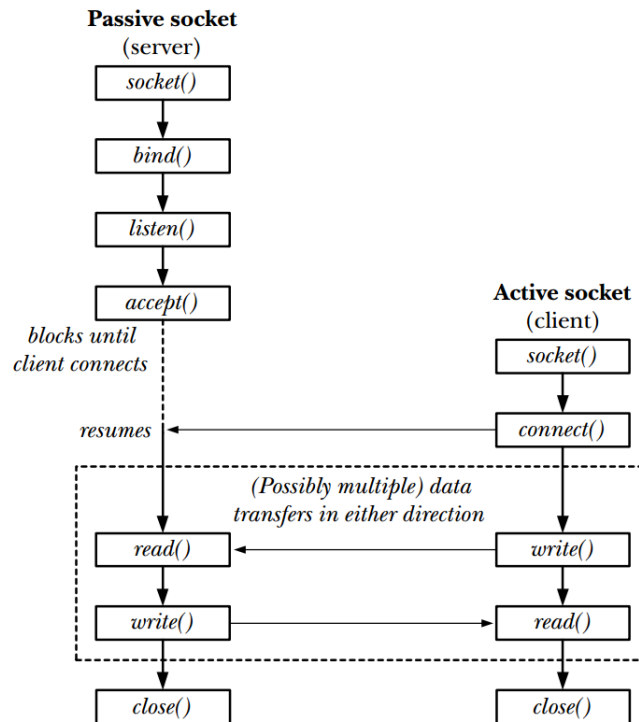 Passive socket
(server)
socket()
bind()
listen()
accept()
blocks until
client connects
Active socket
(client)
socket()
resumes
connect()
(Possibly multiple) data
transfers in either direction
read()
write()
write()
read()
close()
close()